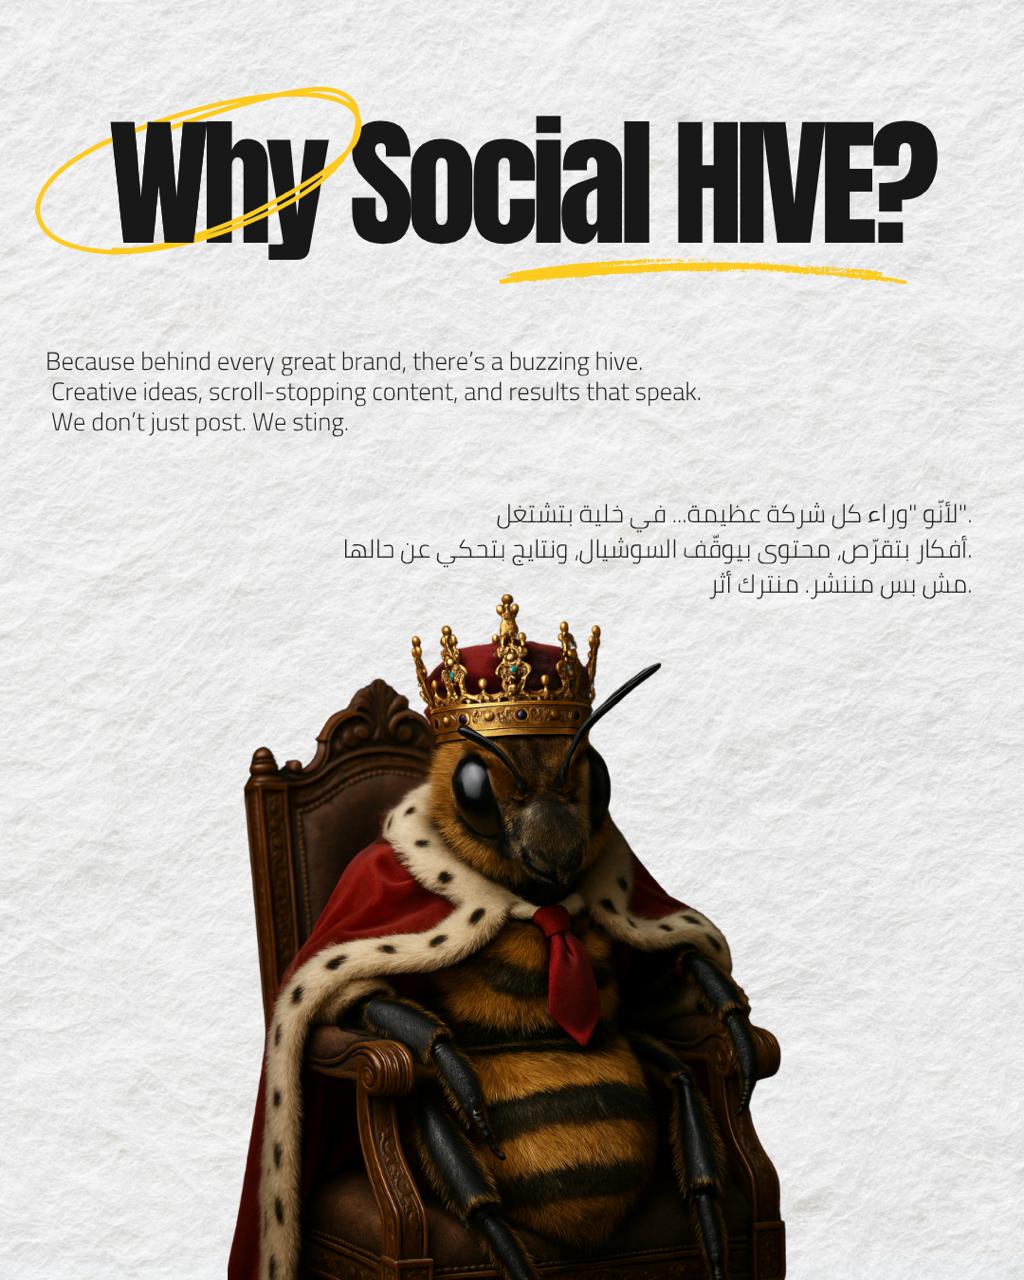 Why Social HIVE?
Because behind every great brand, there's a buzzing hive.
Creative ideas, scroll-stopping content, and results that speak.
We don't just post. We sting.
."لأنّو "وراء كل شركة عظيمة... في خلية بتشتغل
.أفكار بتقرّص, محتوى بيوقّف السوشيال, ونتايج بتحكي عن حالها
.مش بس مننشر. منترك أثر